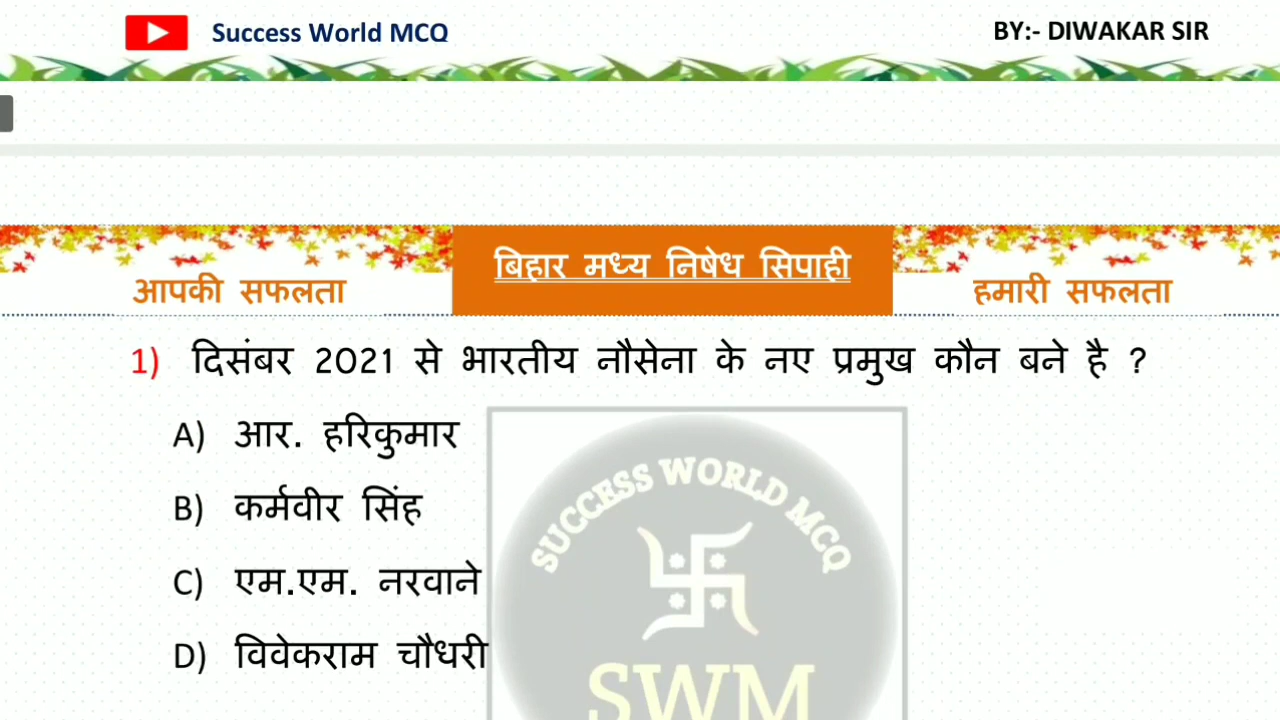 Success World MCQ
BY:- DIWAKAR SIR
बिहार मध्य निषेध सिपाही
आपकी सफलता
हमारी सफलता
1) दिसंबर 2021 से भारतीय नौसेना के नए प्रमुख कौन बने है ?
A) आर. हरिकुमार
B) कर्मवीर सिंह
C) एम.एम. नरवाने
D) विवेकराम चौधरी
SUCCESS WORLD MCQ
SWM